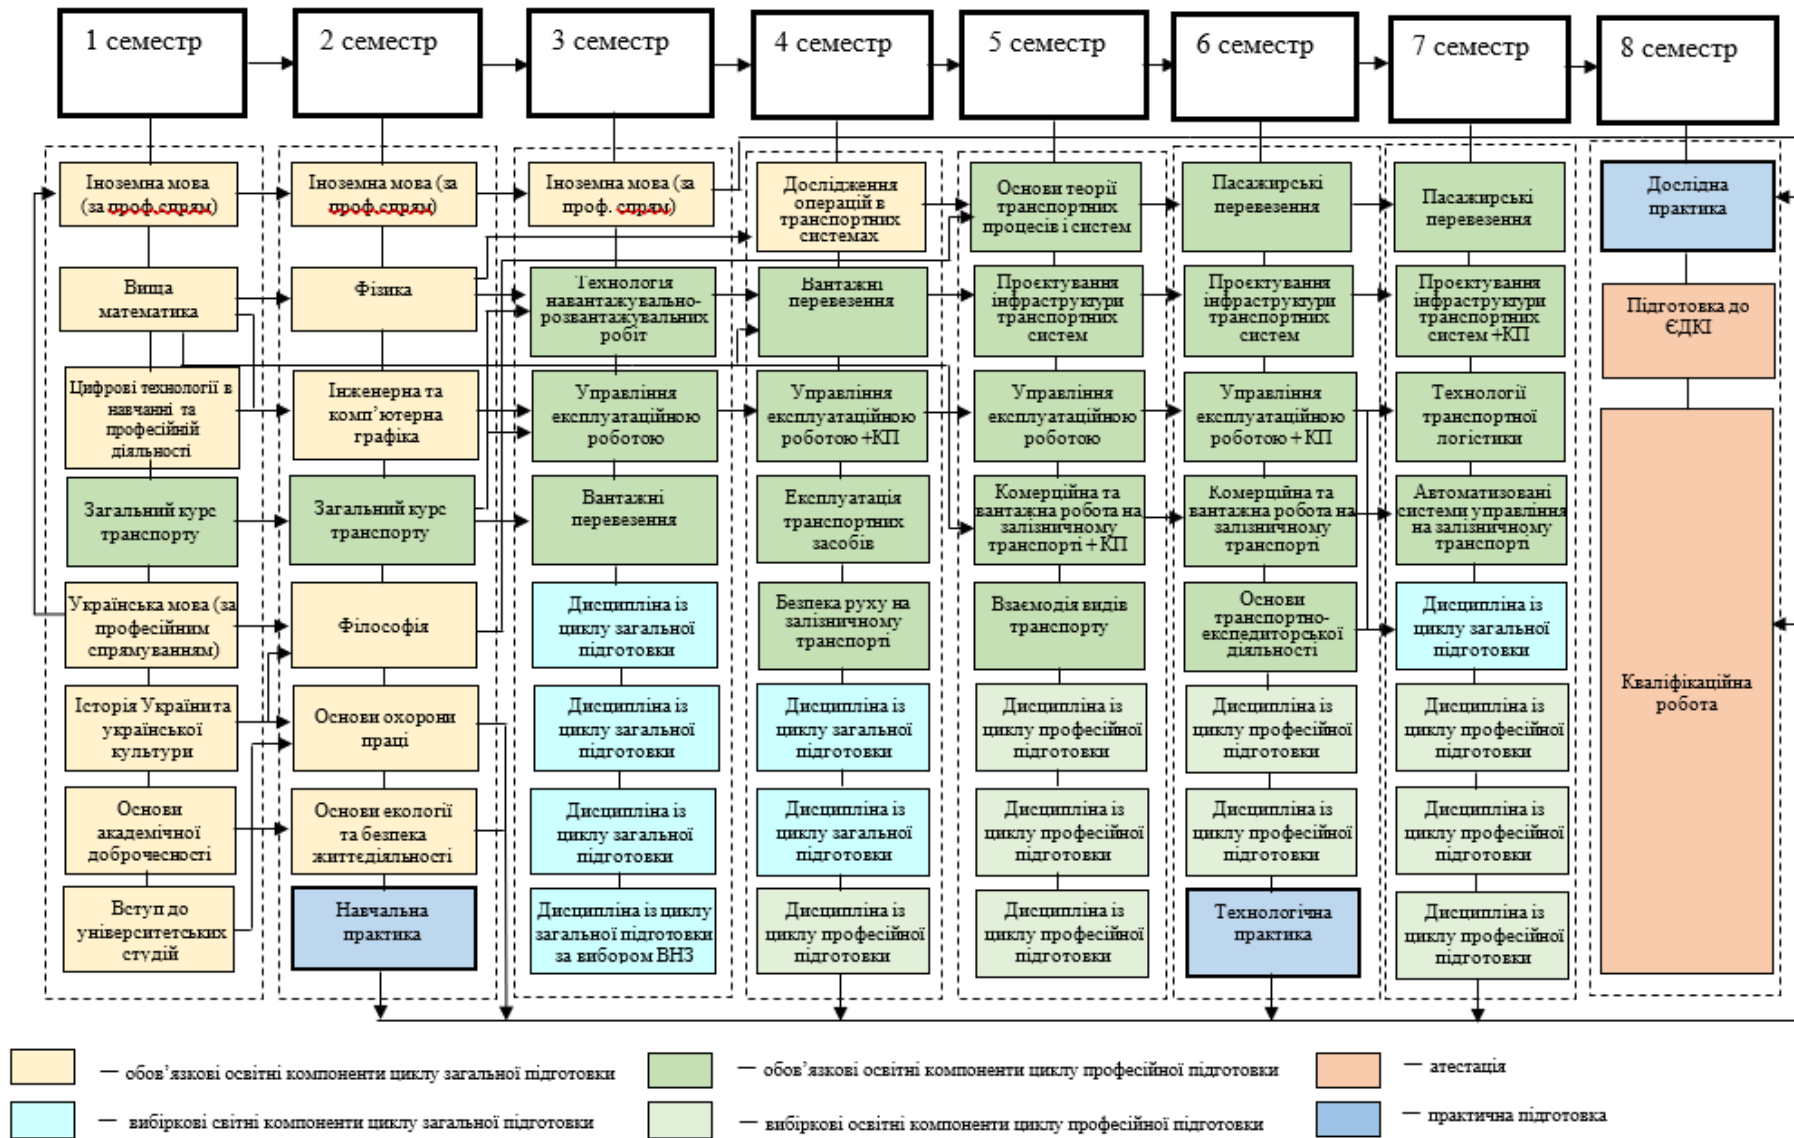 1 семестр
2 семестр
3 семестр
4 семестр
5 семестр
6 семестр
7 семестр
8 семестр
Іноземна мова
(за проф.спрям)
Вища
математика
Цифрові технології в
навчанні та
професійній
діяльності
Загальний курс
транспорту
Українська мова (за
професійним
спрямуванням)
Історія України та
української
культури
Основи
академічної
доброчесності
Вступ до
університетських
студій
Іноземна мова (за
проф.спрям)
Фізика
Інженерна та
комп’ютерна
графіка
Загальний курс
транспорту
Філософія
Основи охорони
праці
Основи екології
та безпека
життєдіяльності
Навчальна
практика
Іноземна мова (за
проф. спрям)
Технологія
навантажувально-
розвантажувальних
робіт
Управління
експлуатаційною
роботою
Вантажні
перевезення
Дисципліна із
циклу загальної
підготовки
Дисципліна із
циклу загальної
підготовки
Дисципліна із
циклу загальної
підготовки
Дисципліна із циклу
загальної підготовки
за вибором ВНЗ
Дослідження
операцій в
транспортних
системах
Вантажні
перевезення
Управління
експлуатаційною
роботою +КП
Експлуатація
транспортних
засобів
Безпека руху на
залізничному
транспорті
Дисципліна із
циклу загальної
підготовки
Дисципліна із
циклу загальної
підготовки
Дисципліна із
циклу професійної
підготовки
Основи теорії
транспортних
процесів і систем
Проєктування
інфраструктури
транспортних
систем
Управління
експлуатаційною
роботою
Комерційна та
вантажна робота на
залізничному
транспорті + КП
Взаємодія видів
транспорту
Дисципліна із
циклу професійної
підготовки
Дисципліна із
циклу професійної
підготовки
Дисципліна із
циклу професійної
підготовки
Пасажирські
перевезення
Проєктування
інфраструктури
транспортних
систем
Управління
експлуатаційною
роботою + КП
Комерційна та
вантажна робота на
залізничному
транспорті
Основи
транспортно-
експедиторської
діяльності
Дисципліна із
циклу професійної
підготовки
Дисципліна із
циклу професійної
підготовки
Технологічна
практика
Пасажирські
перевезення
Проєктування
інфраструктури
транспортних
систем +КП
Технології
транспортної
логістики
Автоматизовані
системи управління
на залізничному
транспорті
Дисципліна із
циклу загальної
підготовки
Дисципліна із
циклу професійної
підготовки
Дисципліна із
циклу професійної
підготовки
Дисципліна із
циклу професійної
підготовки
Дослідна
практика
Підготовка до
ЄДКІ
Кваліфікаційна
робота
— обов’язкові освітні компоненти циклу загальної підготовки
— обов’язкові освітні компоненти циклу професійної підготовки
— атестація
— вибіркові світні компоненти циклу загальної підготовки
— вибіркові освітні компоненти циклу професійної підготовки
— практична підготовка